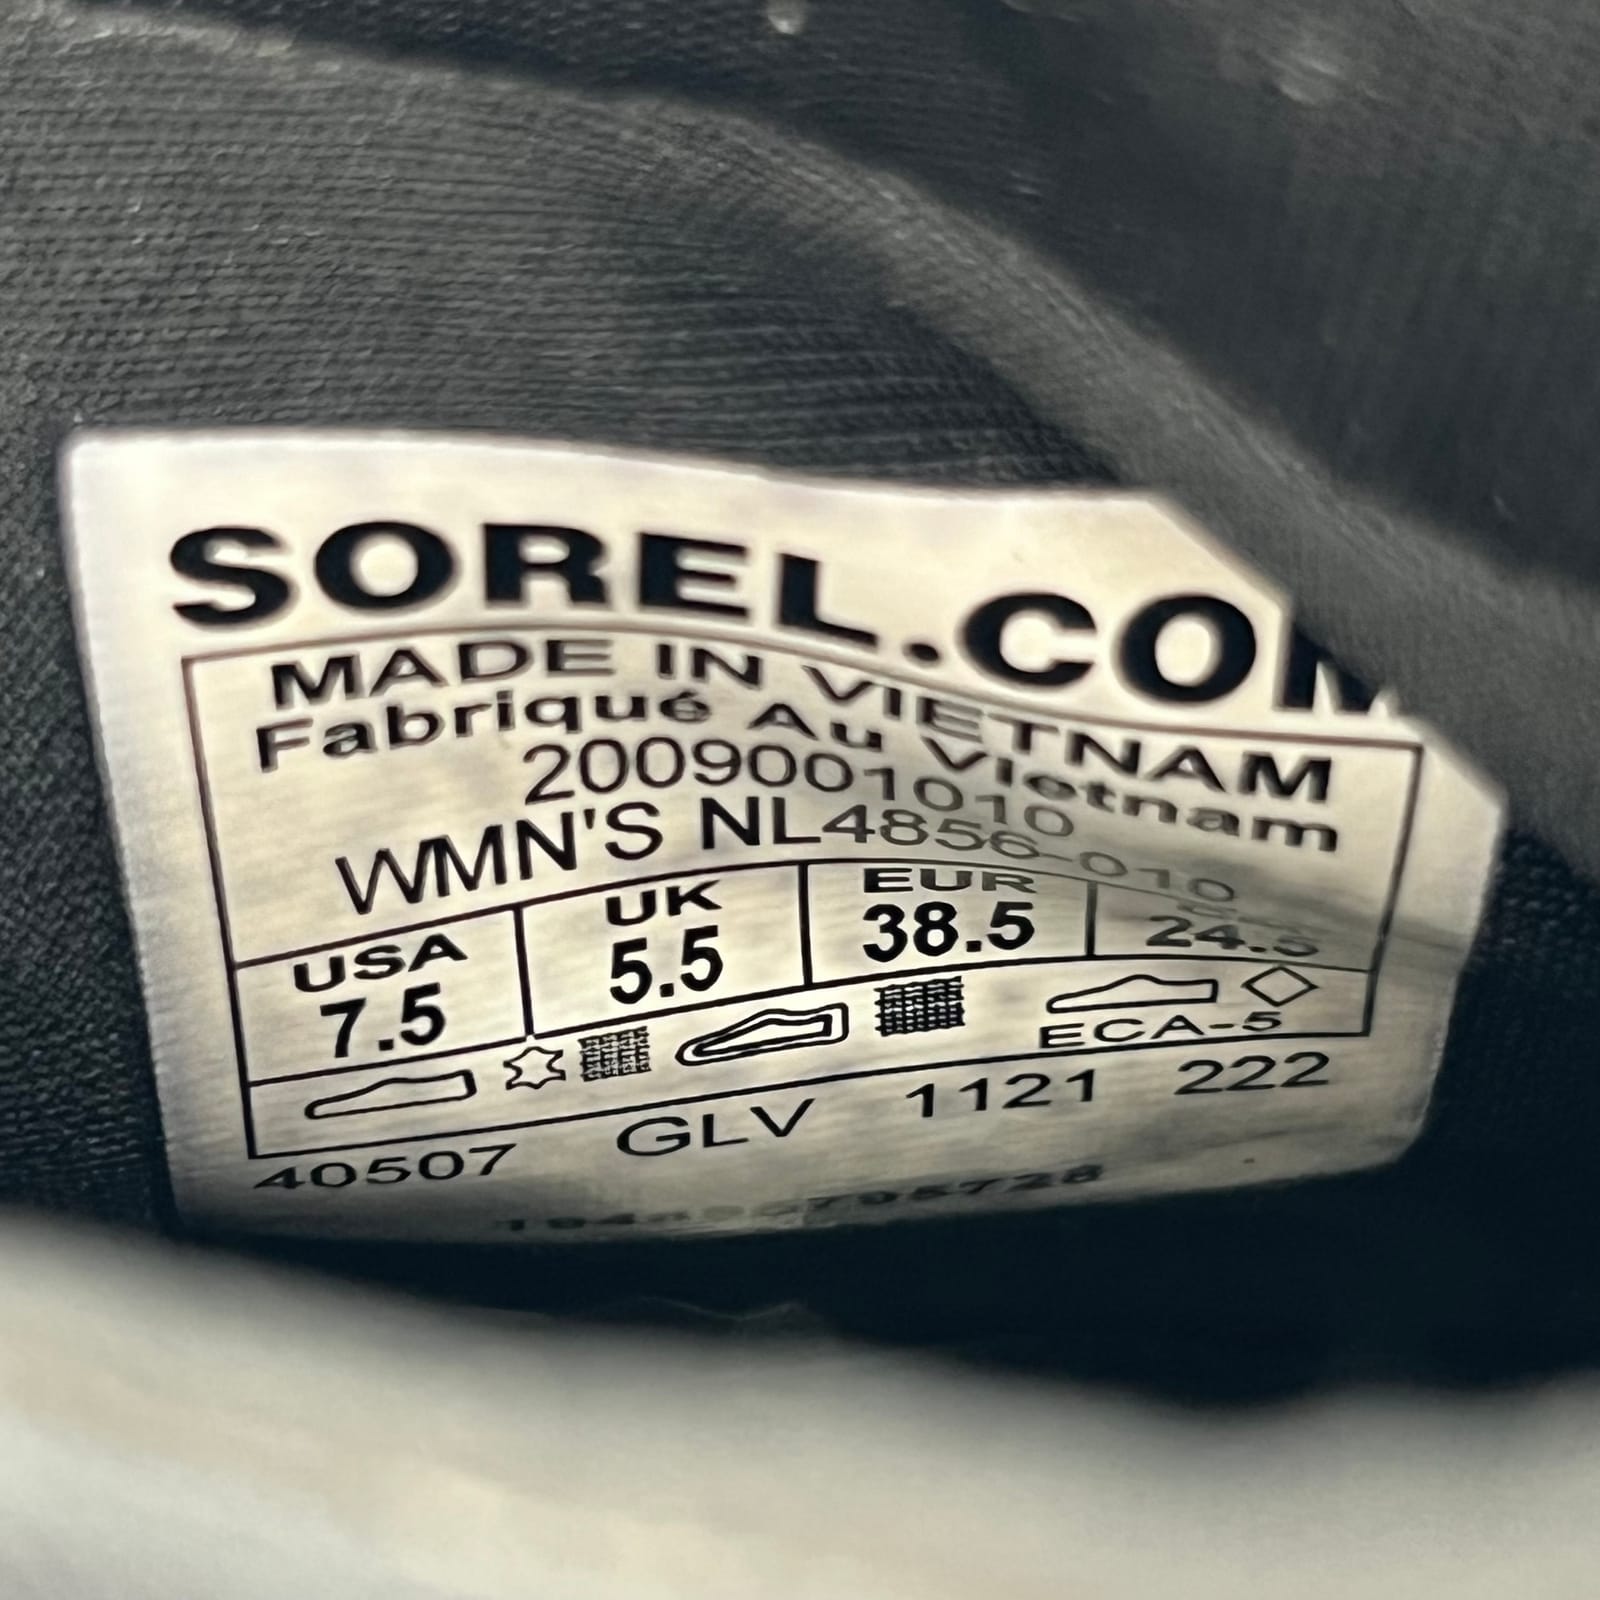 SOREL.COM
MADE IN VIETNAM
Fabriqué Au Vietnam
2009001010
WMN'S NL4856-010
USA UK EUR
7.5 5.5 38.5 24.5
ECA-5
40507 GLV 1121 222